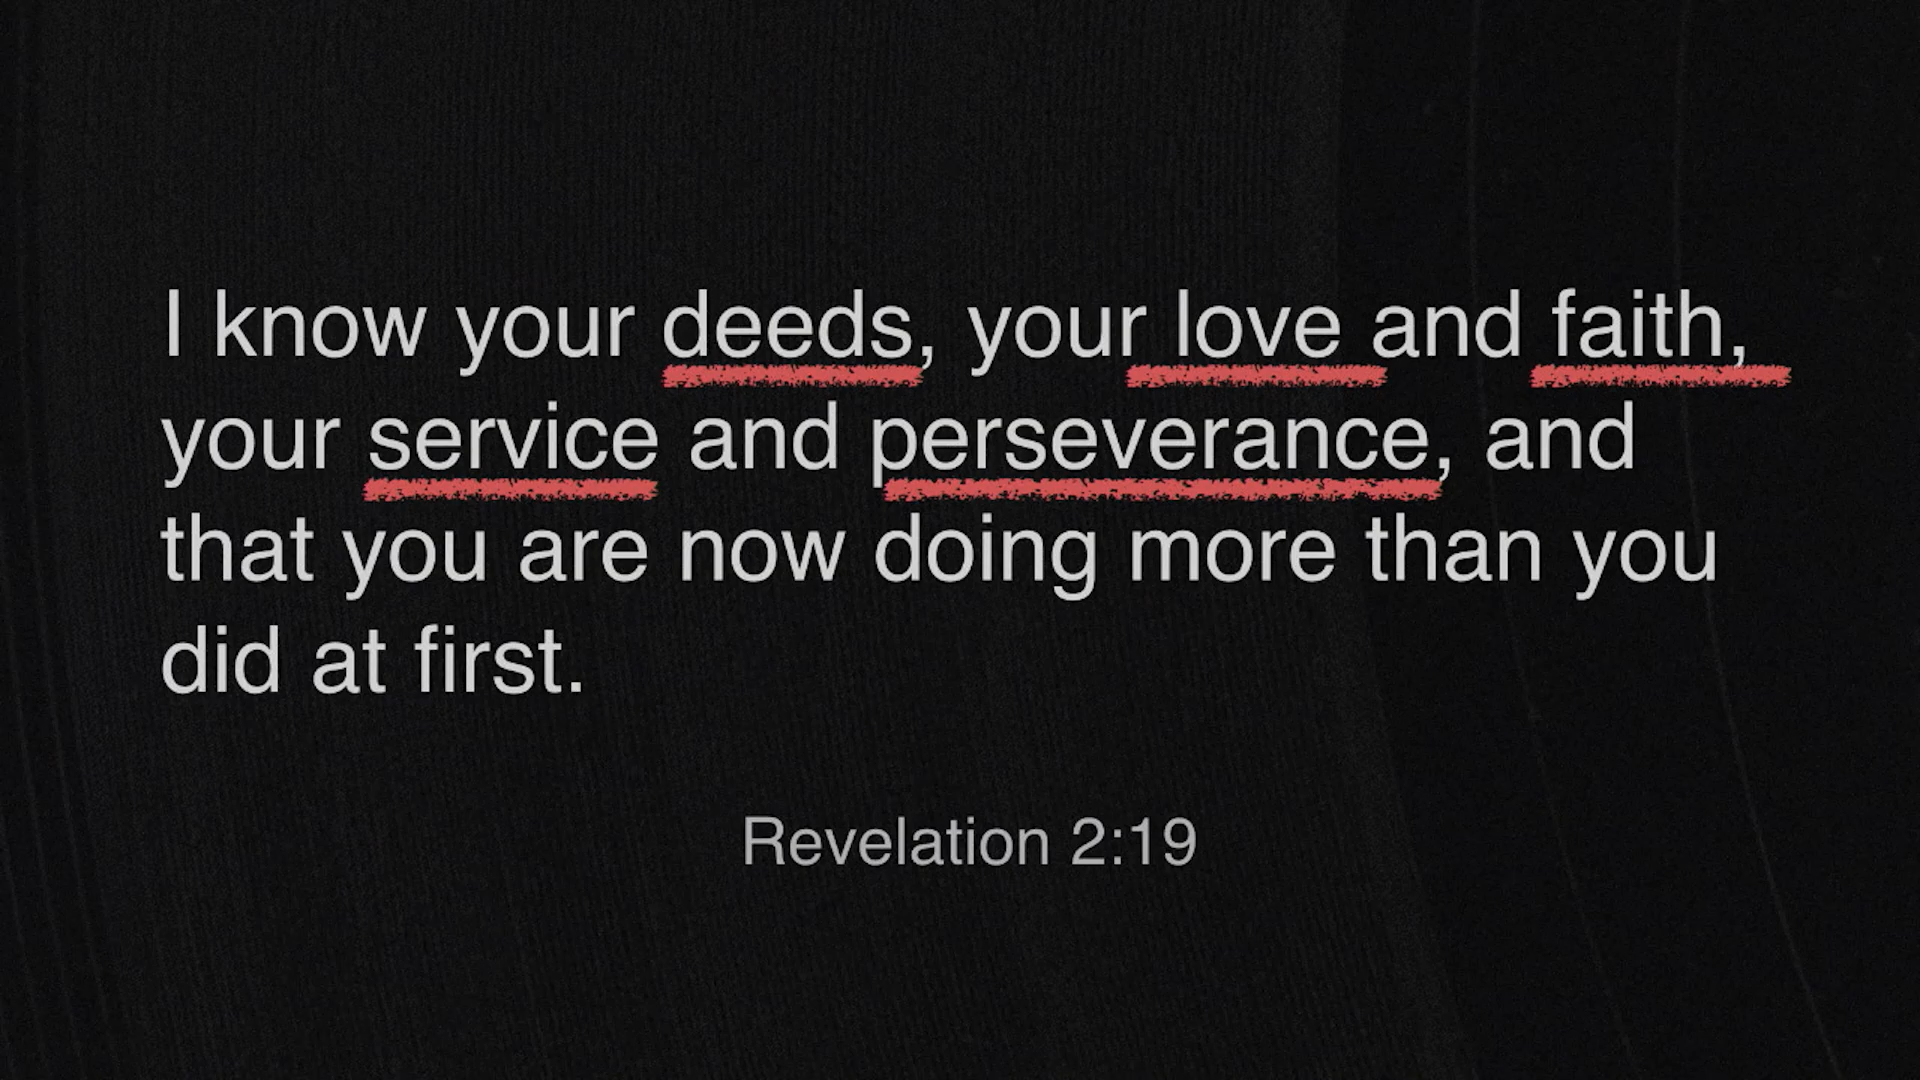 I know your deeds, your love and faith,
your service and perseverance, and
that you are now doing more than you
did at first.
Revelation 2:19